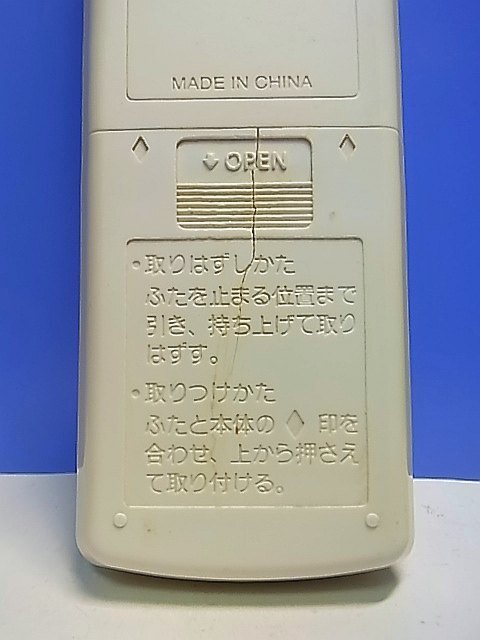 MADE IN CHINA
OPEN
・取りはずしかた
ふたを止まる位置まで
引き、持ち上げて取り
はずす。
・取りつけかた
ふたと本体の ◇ 印を
合わせ、上から押さえ
て取り付ける。